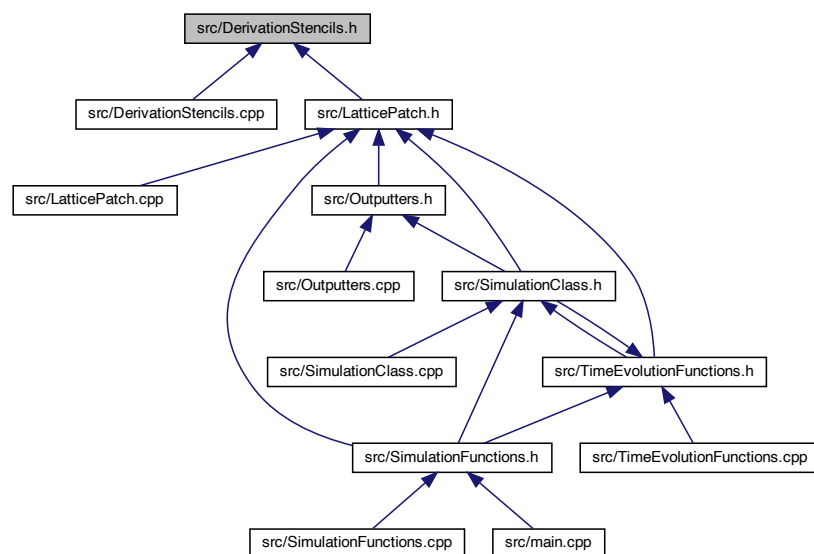 src/DerivationStencils.h
src/DerivationStencils.cpp
src/LatticePatch.h
src/LatticePatch.cpp
src/Outputters.h
src/Outputters.cpp
src/SimulationClass.h
src/SimulationClass.cpp
src/TimeEvolutionFunctions.h
src/SimulationFunctions.h
src/TimeEvolutionFunctions.cpp
src/SimulationFunctions.cpp
src/main.cpp